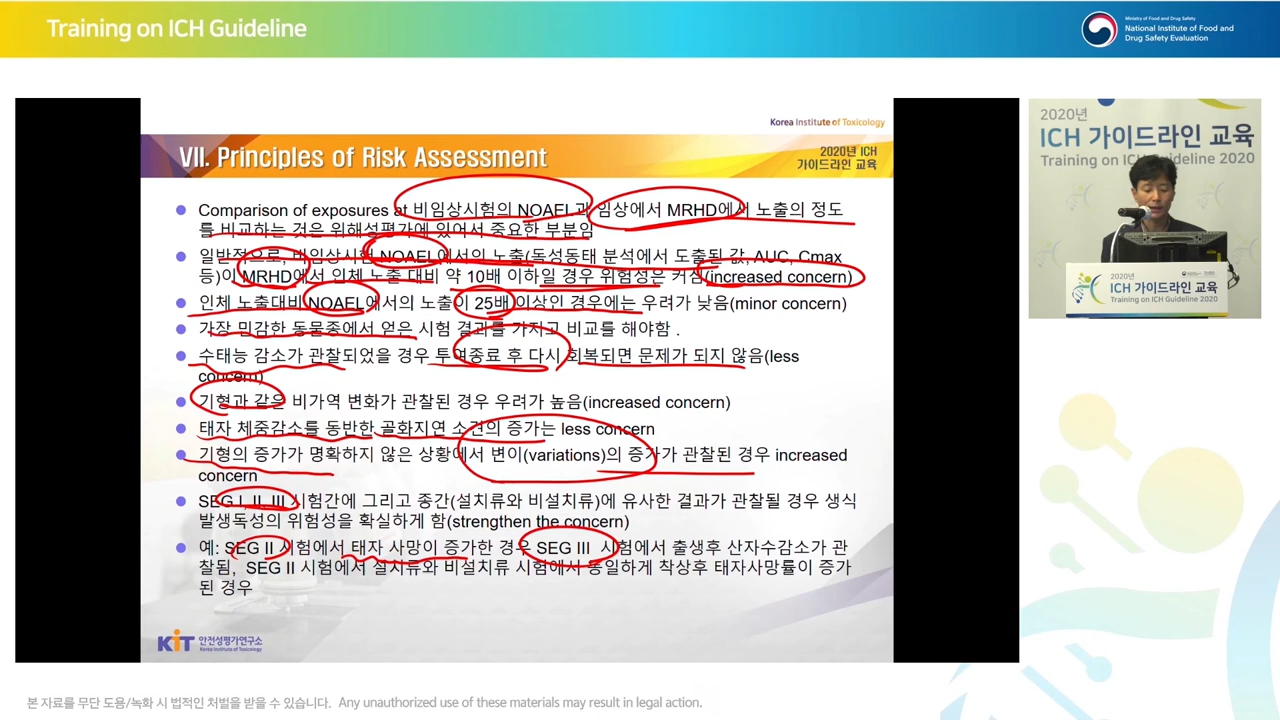 Training on ICH Guideline
Ministry of Food and Drug Safety
National Institute of Food and
Drug Safety Evaluation
Korea Institute of Toxicology
VII. Principles of Risk Assessment
2020년 ICH
가이드라인 교육
Comparison of exposures at 비임상시험의 NOAEL과 임상에서 MRHD에서 노출의 정도
를 비교하는 것은 위해성평가에 있어서 중요한 부분임
일반적으로, 비임상시험 NOAEL에서의 노출(독성동태 분석에서 도출된 값, AUC, Cmax
등)이 MRHD에서 인체 노출 대비 약 10배 이하일 경우 위험성은 커짐(increased concern)
인체 노출대비 NOAEL에서의 노출이 25배 이상인 경우에는 우려가 낮음(minor concern)
가장 민감한 동물종에서 얻은 시험 결과를 가지고 비교를 해야함 .
수태능 감소가 관찰되었을 경우 투여종료 후 다시 회복되면 문제가 되지 않음(less
concern)
기형과 같은 비가역 변화가 관찰된 경우 우려가 높음(increased concern)
태자 체중감소를 동반한 골화지연 소견의 증가는 less concern
기형의 증가가 명확하지 않은 상황에서 변이(variations)의 증가가 관찰된 경우 increased
concern
SEG I, II, III 시험간에 그리고 종간(설치류와 비설치류)에 유사한 결과가 관찰될 경우 생식
발생독성의 위험성을 확실하게 함(strengthen the concern)
예: SEG II 시험에서 태자 사망이 증가한 경우 SEG III 시험에서 출생후 산자수감소가 관
찰됨, SEG II 시험에서 설치류와 비설치류 시험에서 동일하게 착상후 태자사망률이 증가
된 경우
KIT 안전성평가연구소
Korea Institute of Toxicology
2020년
ICH 가이드라인 교육
Training on ICH Guideline 2020
2020년
ICH 가이드라인 교육
Training on ICH Guideline 2020
본 자료를 무단 도용/녹화 시 법적인 처벌을 받을 수 있습니다. Any unauthorized use of these materials may result in legal action.